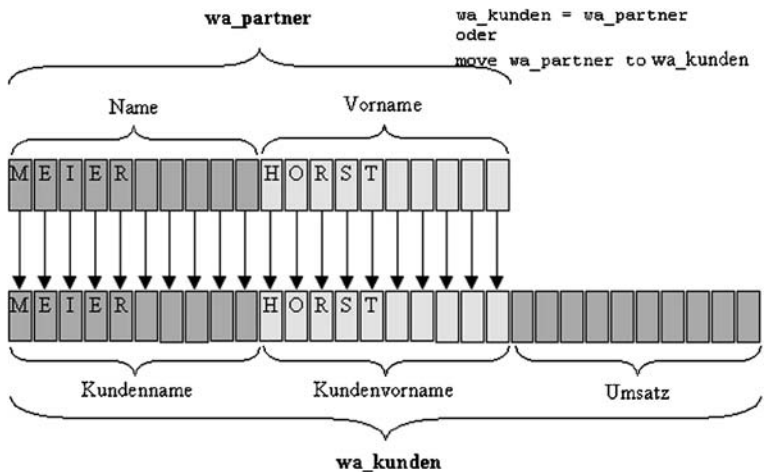 wa_partner
wa_kunden = wa_partner
oder
move wa_partner to wa_kunden
Name Vorname
M E I E R H O R S T
M E I E R H O R S T
Kundenname Kundenvorname Umsatz
wa_kunden